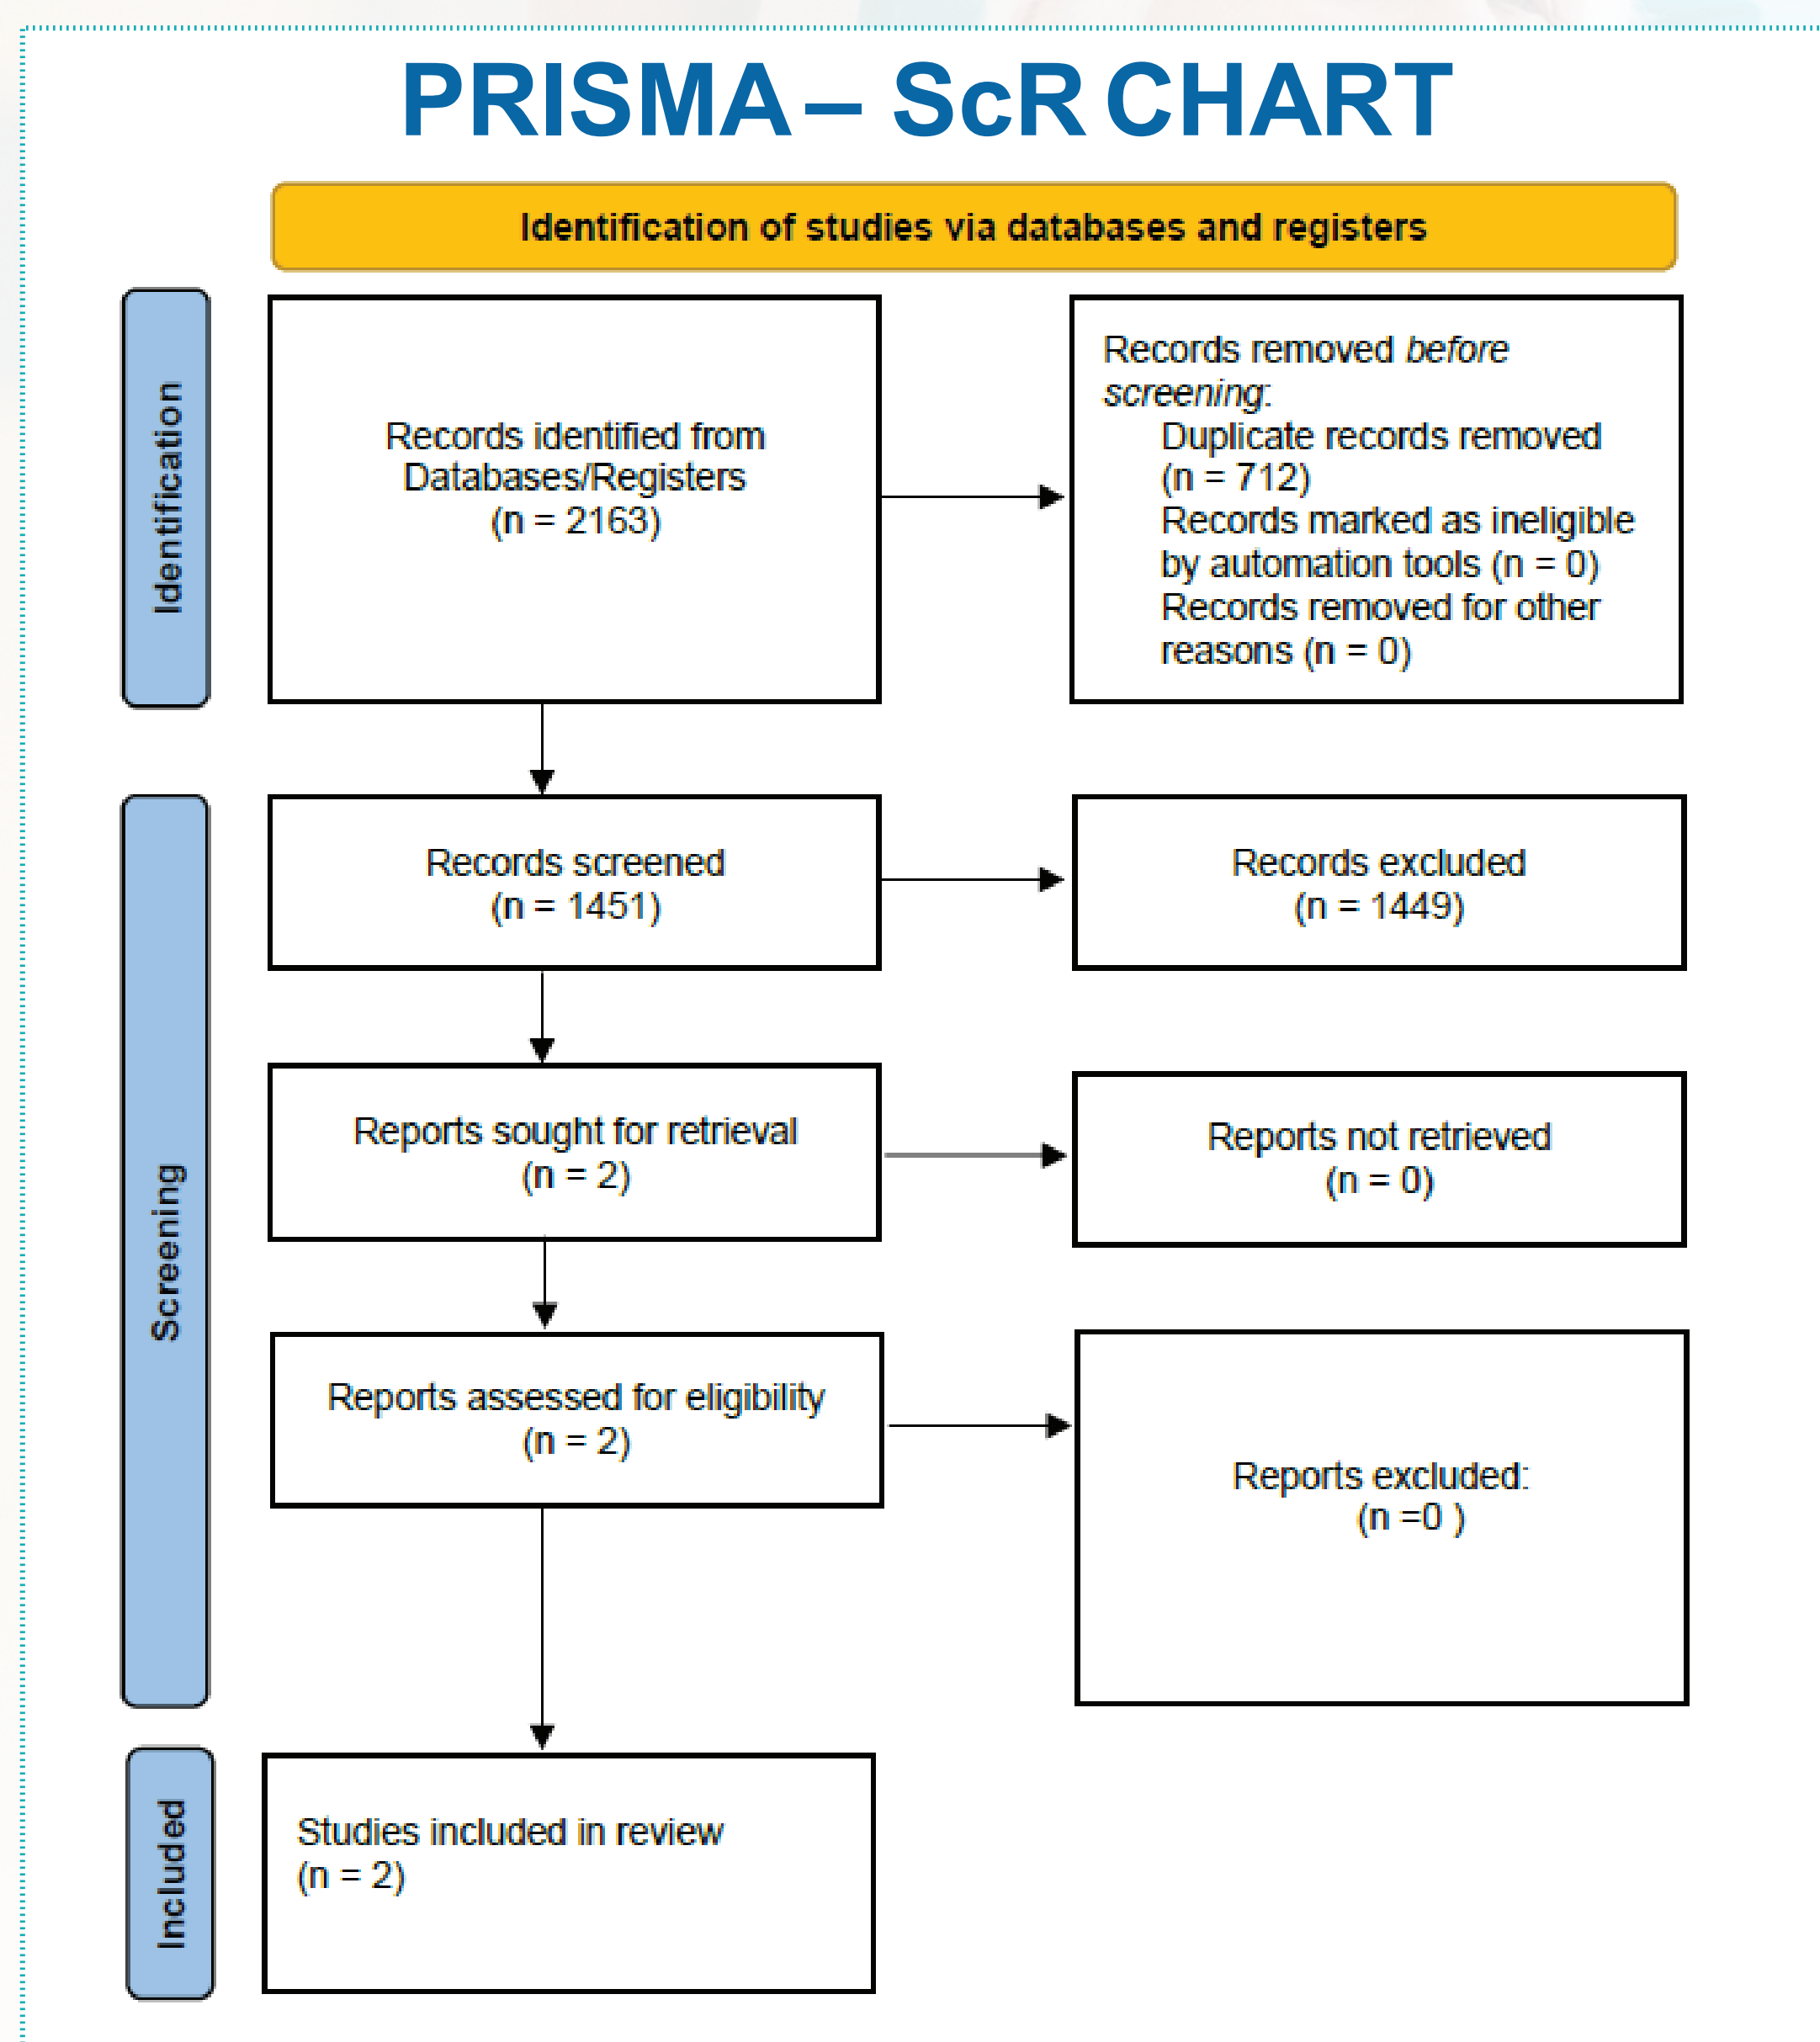 PRISMA – ScR CHART
Identification of studies via databases and registers
Identification
Records identified from
Databases/Registers
(n = 2163)
Records removed before
screening:
Duplicate records removed
(n = 712)
Records marked as ineligible
by automation tools (n = 0)
Records removed for other
reasons (n = 0)
Screening
Records screened
(n = 1451)
Records excluded
(n = 1449)
Reports sought for retrieval
(n = 2)
Reports not retrieved
(n = 0)
Reports assessed for eligibility
(n = 2)
Reports excluded:
(n =0 )
Included
Studies included in review
(n = 2)